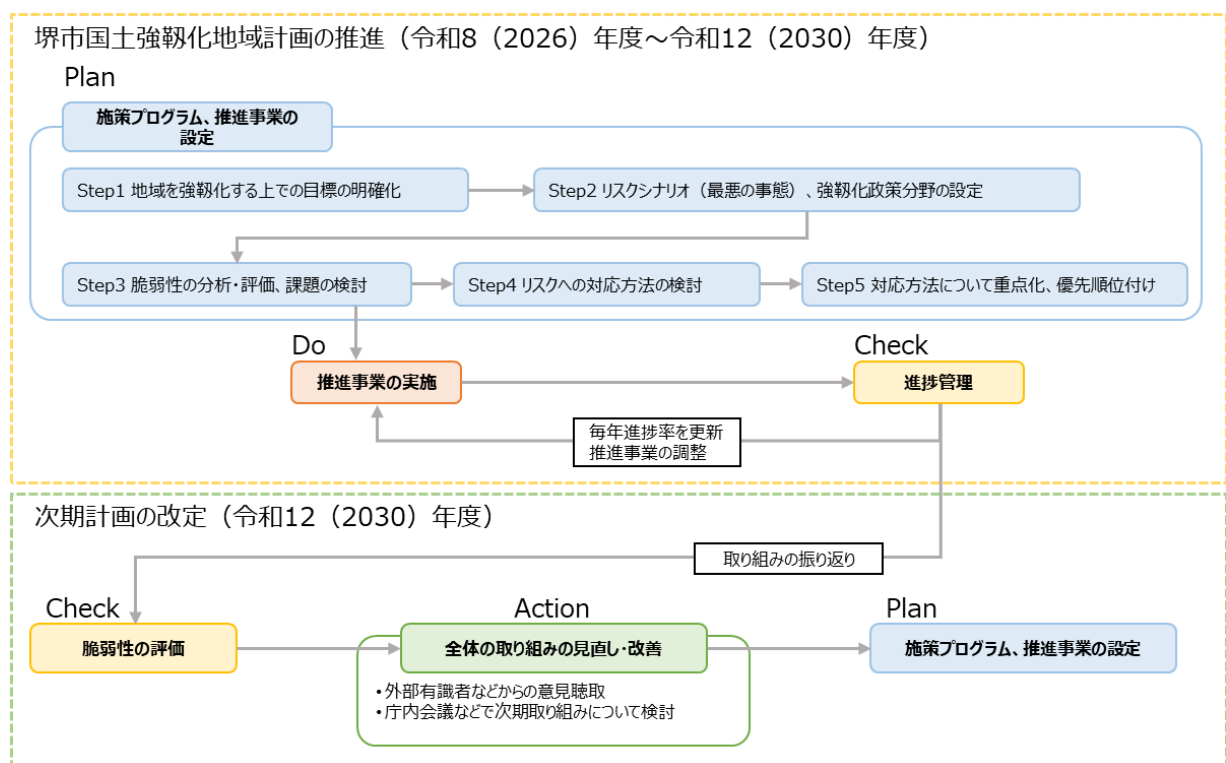 堺市国土強靱化地域計画の推進（令和8（2026）年度～令和12（2030）年度）
Plan
施策プログラム、推進事業の
設定
Step1 地域を強靱化する上での目標の明確化
Step2 リスクシナリオ（最悪の事態）、強靱化政策分野の設定
Step3 脆弱性の分析・評価、課題の検討
Step4 リスクへの対応方法の検討
Step5 対応方法について重点化、優先順位付け
Do
推進事業の実施
Check
進捗管理
毎年進捗率を更新
推進事業の調整
次期計画の改定（令和12（2030）年度）
取り組みの振り返り
Check
脆弱性の評価
Action
全体の取り組みの見直し・改善
•外部有識者などからの意見聴取
•庁内会議などで次期取り組みについて検討
Plan
施策プログラム、推進事業の設定